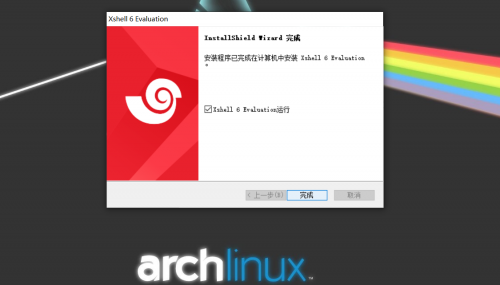 Xshell 6 Evaluation
InstallShield Wizard 完成
安装程序已完成在计算机中安装 Xshell 6 Evaluation
。
Xshell 6 Evaluation运行
< 上一步(B)
完成
取消
archlinux™